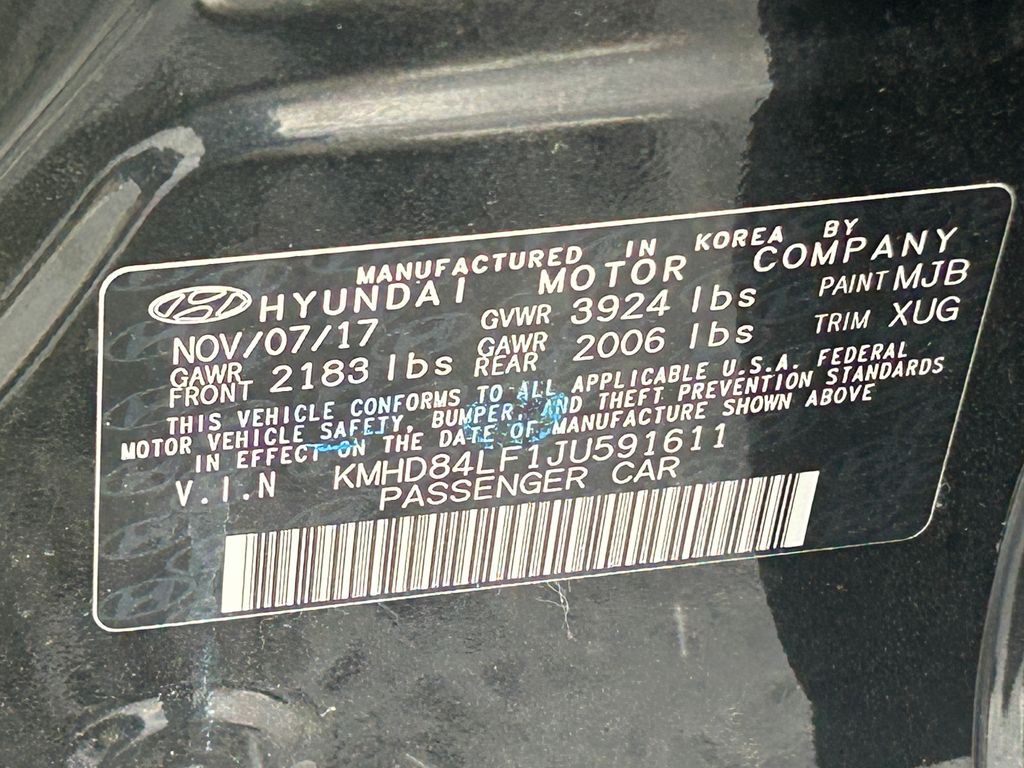 MANUFACTURED IN KOREA BY
HYUNDAI MOTOR COMPANY
NOV/07/17 GVWR 3924 lbs PAINT MJB
GAWR FRONT 2183 lbs GAWR REAR 2006 lbs TRIM XUG
THIS VEHICLE CONFORMS TO ALL APPLICABLE U.S.A. FEDERAL
MOTOR VEHICLE SAFETY, BUMPER, AND THEFT PREVENTION STANDARDS
IN EFFECT ON THE DATE OF MANUFACTURE SHOWN ABOVE
V.I.N KMHD84LF1JU591611
PASSENGER CAR